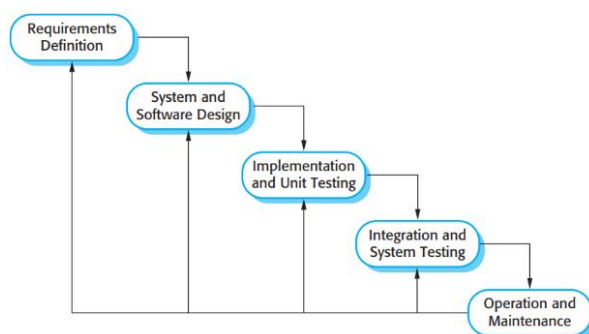 Requirements
Definition
System and
Software Design
Implementation
and Unit Testing
Integration and
System Testing
Operation and
Maintenance